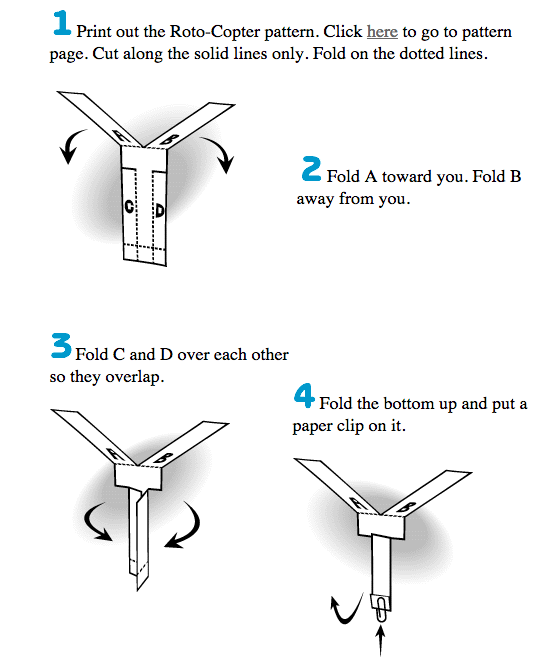 1 Print out the Roto-Copter pattern. Click here to go to pattern
page. Cut along the solid lines only. Fold on the dotted lines.
A B
C D
2 Fold A toward you. Fold B
away from you.
3 Fold C and D over each other
so they overlap.
A B
4 Fold the bottom up and put a
paper clip on it.
A B